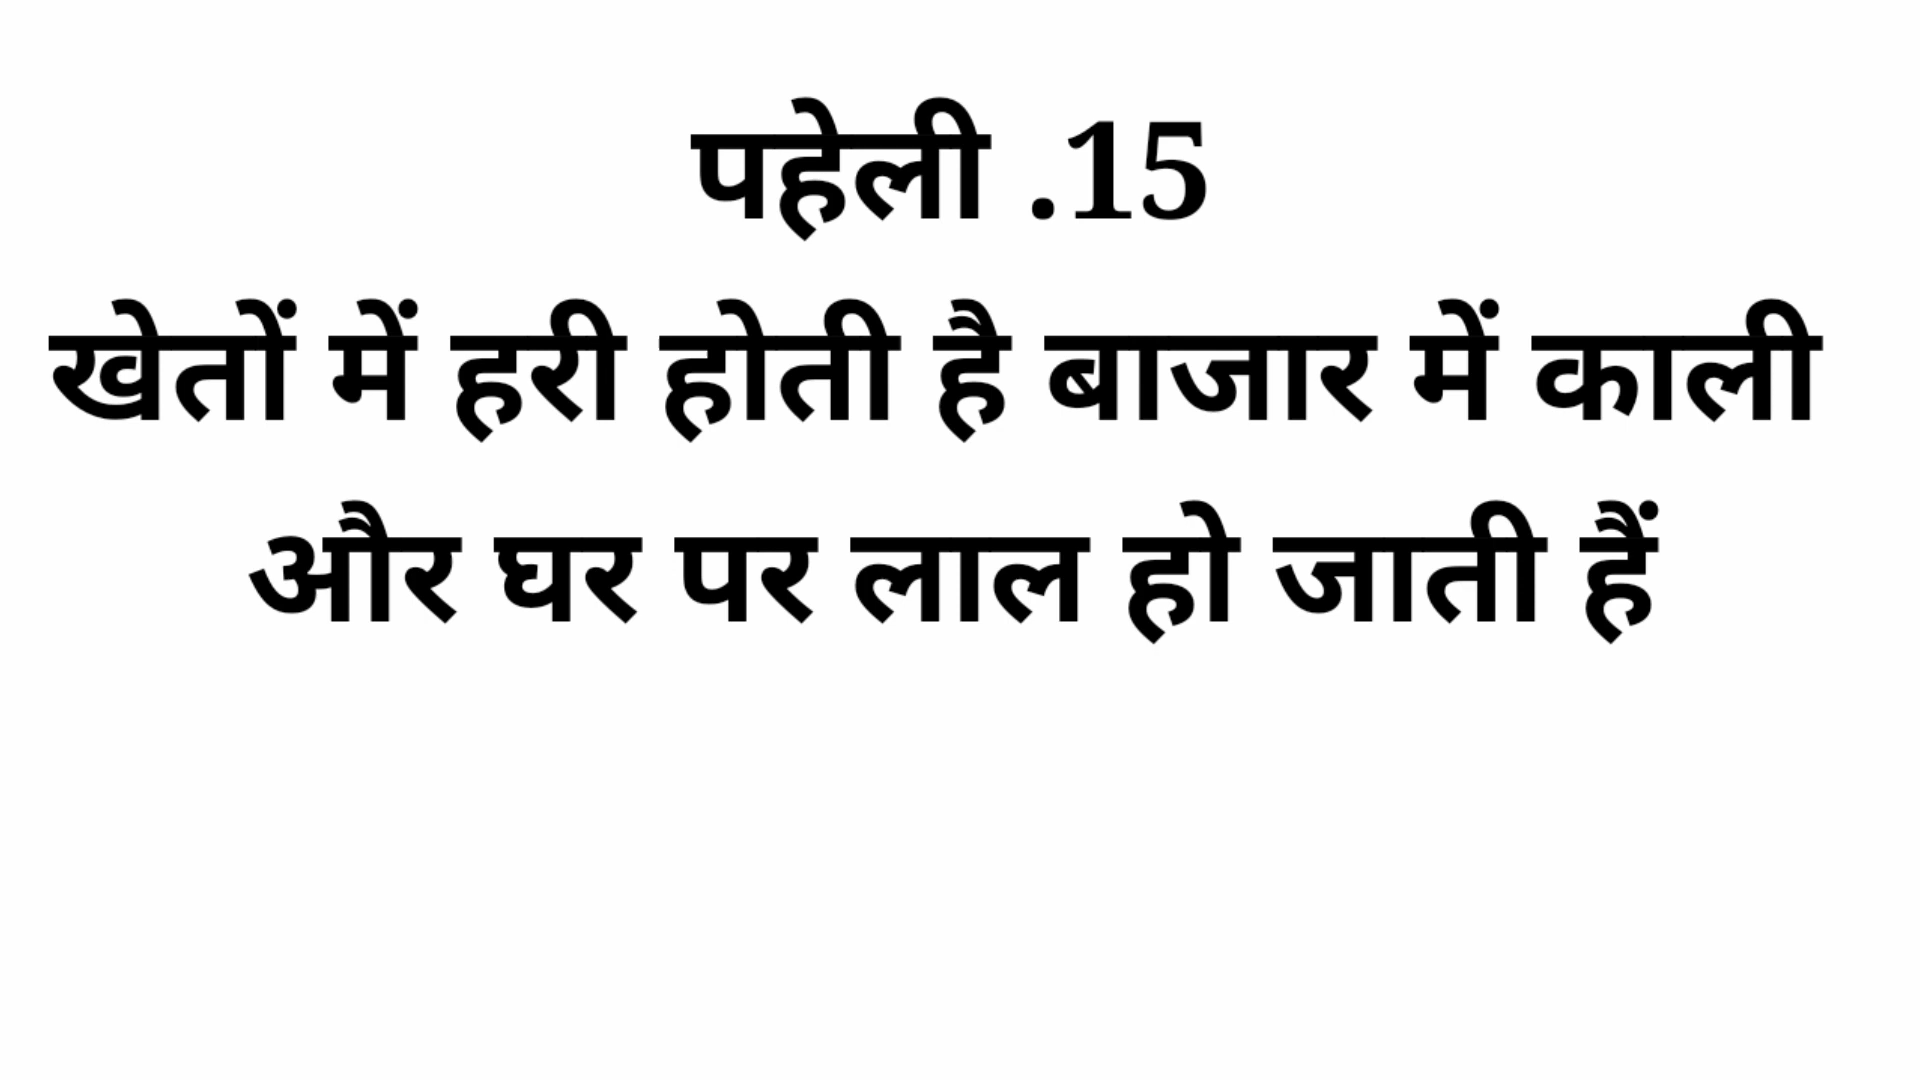 पहेली .15
खेतों में हरी होती है बाजार में काली
और घर पर लाल हो जाती हैं